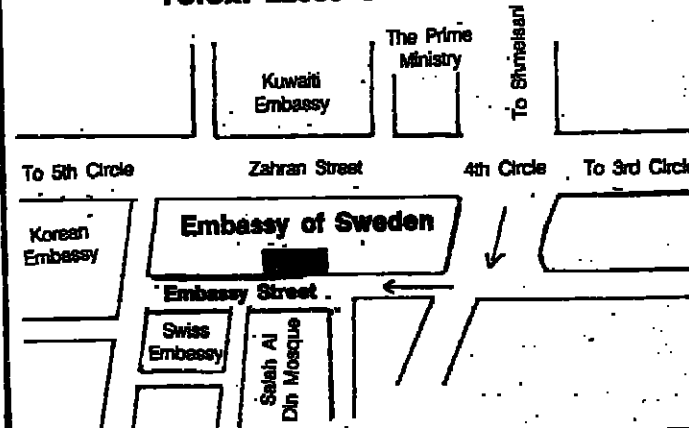 The Prime
Ministry
To Shmeisani
Kuwaiti
Embassy
To 5th Circle
Zahran Street
4th Circle
To 3rd Circle
Korean
Embassy
Embassy of Sweden
Embassy Street
Swiss
Embassy
Salah Al
Din Mosque